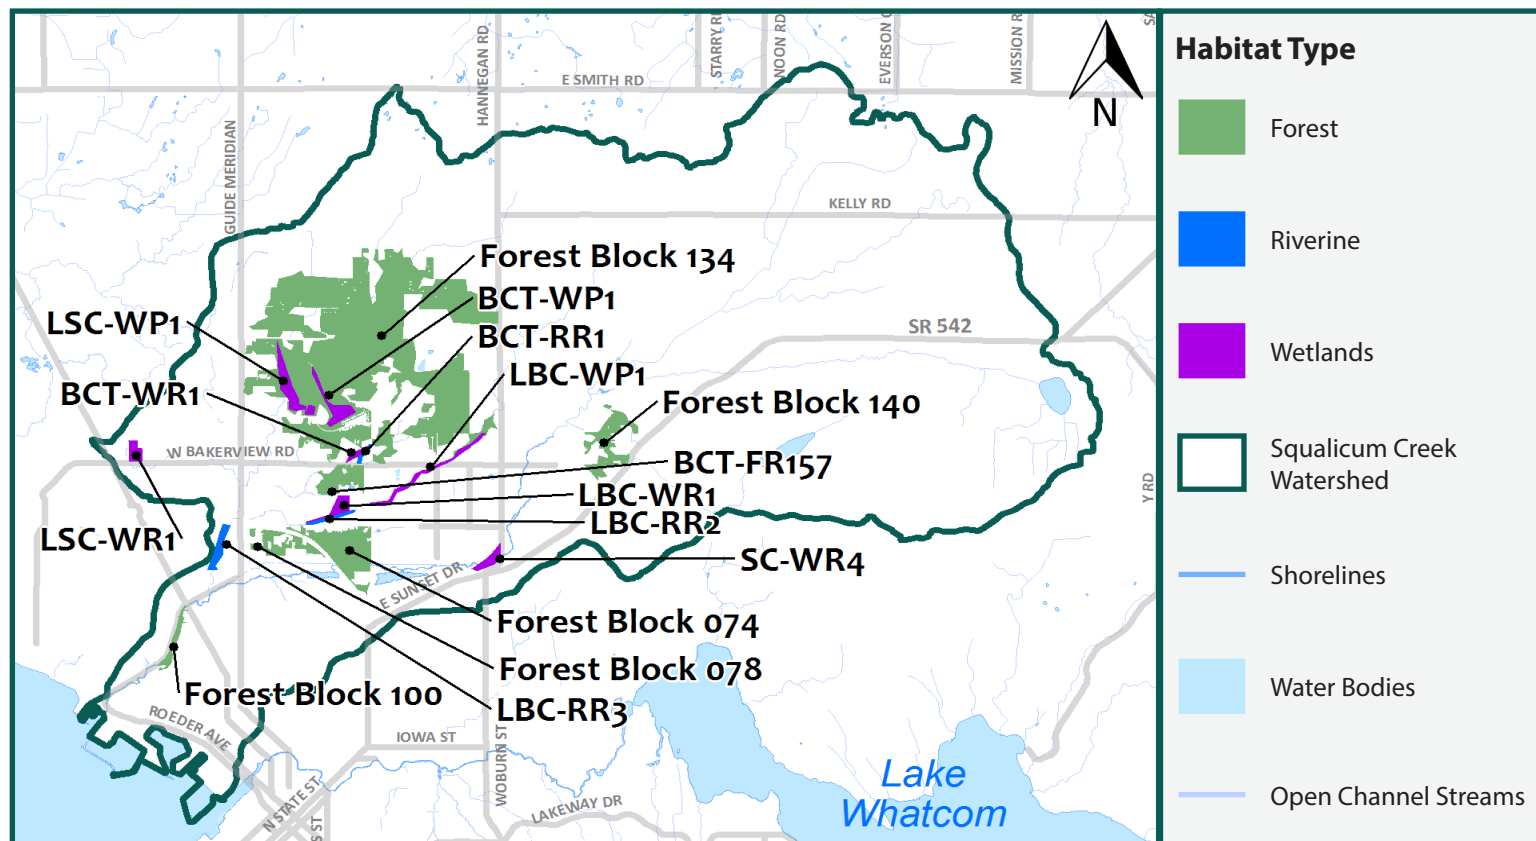 E SMITH RD
HANNEGAN RD
STARRY RD
NOON RD
EVERSON G
MISSION R
GUIDE MERIDIAN
N
KELLY RD
Forest Block 134
BCT-WP1
LSC-WP1
BCT-RR1
SR 542
LBC-WP1
BCT-WR1
Forest Block 140
W BAKERVIEW RD
BCT-FR157
LBC-WR1
LBC-RR2
Y RD
LSC-WR1
SC-WR4
E SUNSET DR
Forest Block 074
Forest Block 078
Forest Block 100
LBC-RR3
ROEDER AVE
IOWA ST
WOBURN ST
N STATE ST
S ST
LAKEWAY DR
Lake
Whatcom
Habitat Type
Forest
Riverine
Wetlands
Squalicum Creek
Watershed
Shorelines
Water Bodies
Open Channel Streams